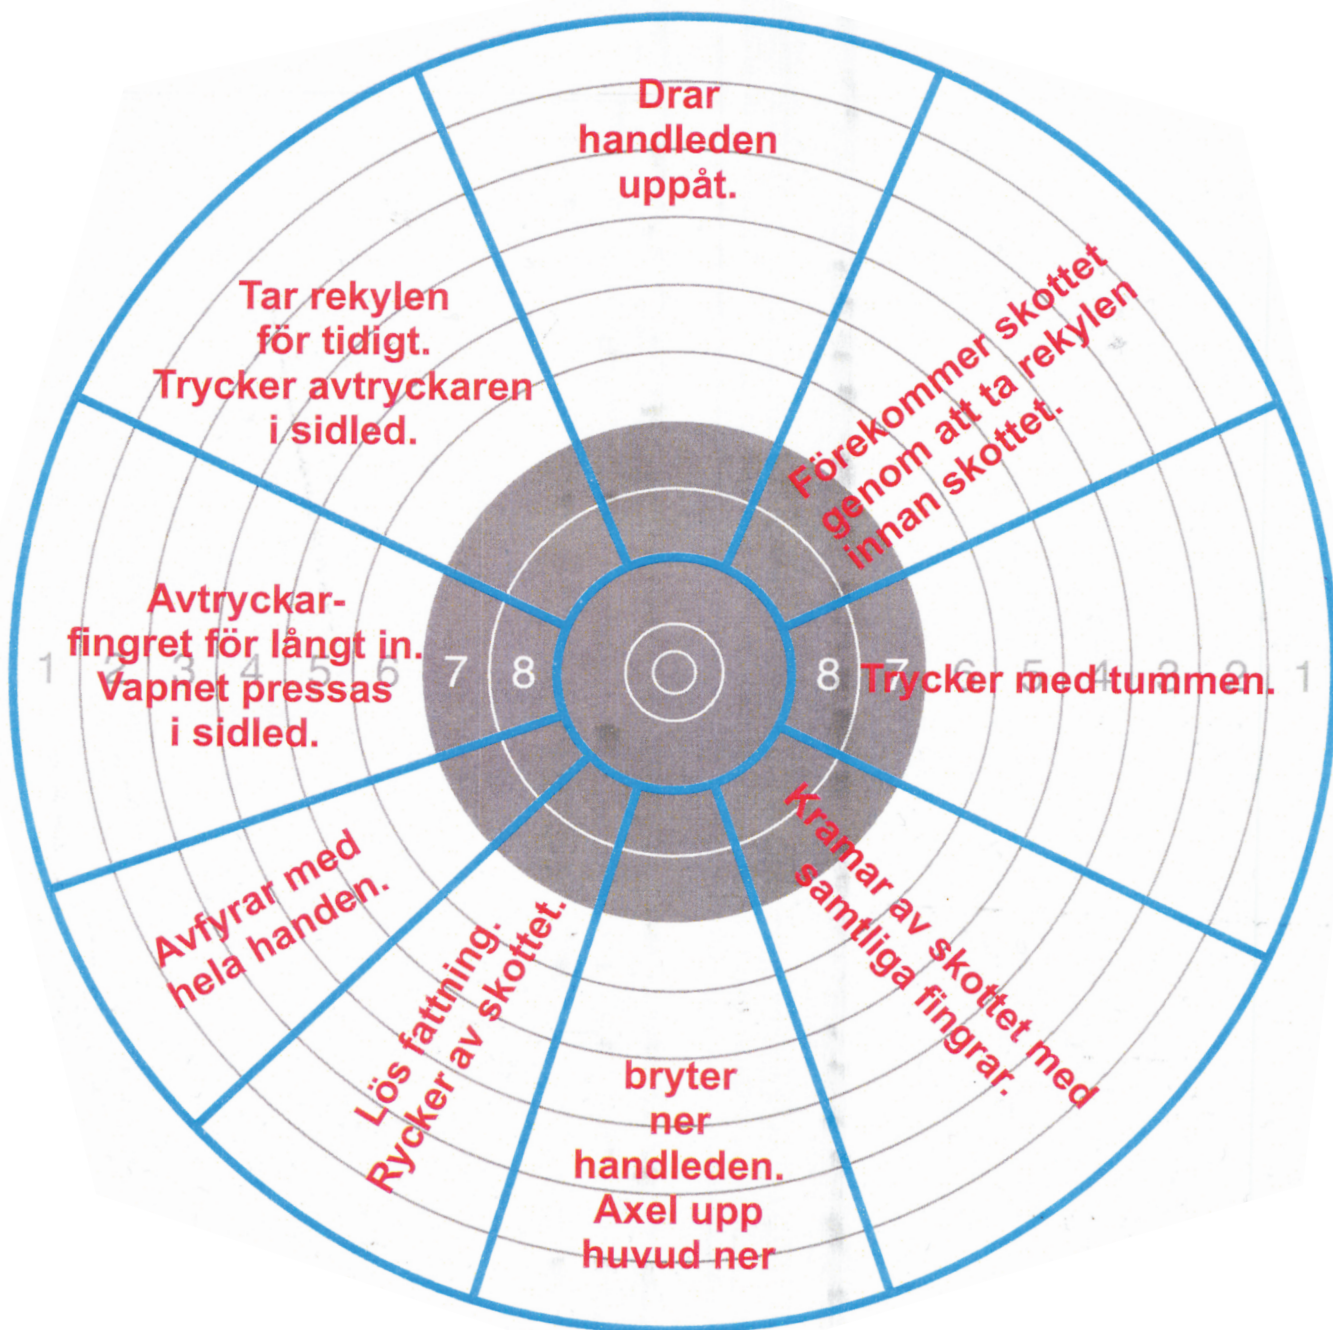 Drar
handleden
uppåt.
Förekommer skottet
genom att ta rekylen
innan skottet.
Tar rekylen
för tidigt.
Trycker avtryckaren
i sidled.
Avtryckar-
fingret för långt in.
Vapnet pressas
i sidled.
1 2 3 4 5 6 7 8
8 7 6 5 4 3 2 1
Trycker med tummen.
Kramar av skottet med
samtliga fingrar.
Avfyrar med
hela handen.
Lös fattning.
Rycker av skottet.
bryter
ner
handleden.
Axel upp
huvud ner